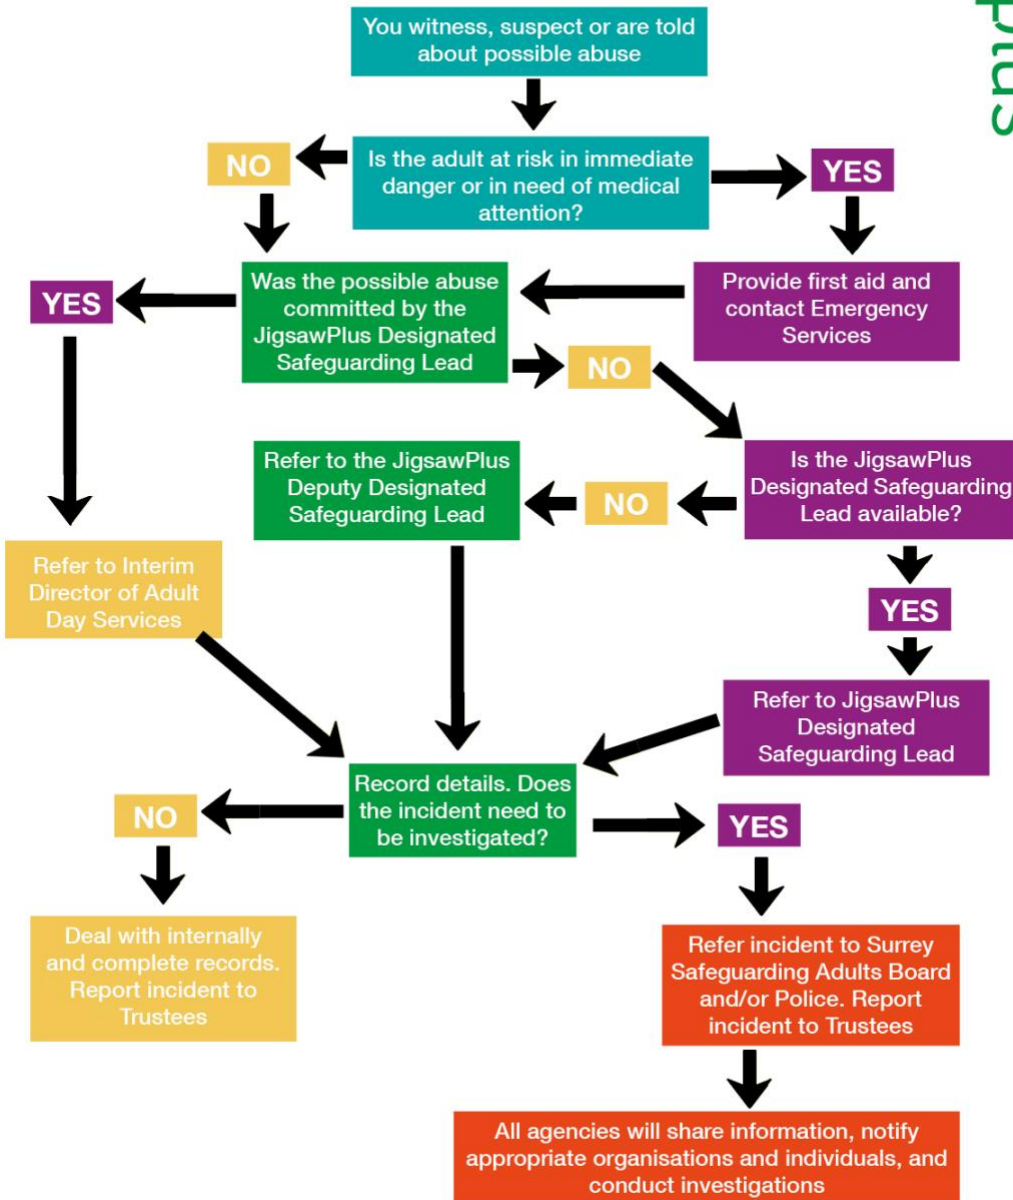 plus
You witness, suspect or are told
about possible abuse
NO
Is the adult at risk in immediate
danger or in need of medical
attention?
YES
YES
Was the possible abuse
committed by the
JigsawPlus Designated
Safeguarding Lead
Provide first aid and
contact Emergency
Services
NO
Refer to the JigsawPlus
Deputy Designated
Safeguarding Lead
NO
Is the JigsawPlus
Designated Safeguarding
Lead available?
Refer to Interim
Director of Adult
Day Services
YES
Refer to JigsawPlus
Designated
Safeguarding Lead
Record details. Does
the incident need to
be investigated?
NO
YES
Deal with internally
and complete records.
Report incident to
Trustees
Refer incident to Surrey
Safeguarding Adults Board
and/or Police. Report
incident to Trustees
All agencies will share information, notify
appropriate organisations and individuals, and
conduct investigations